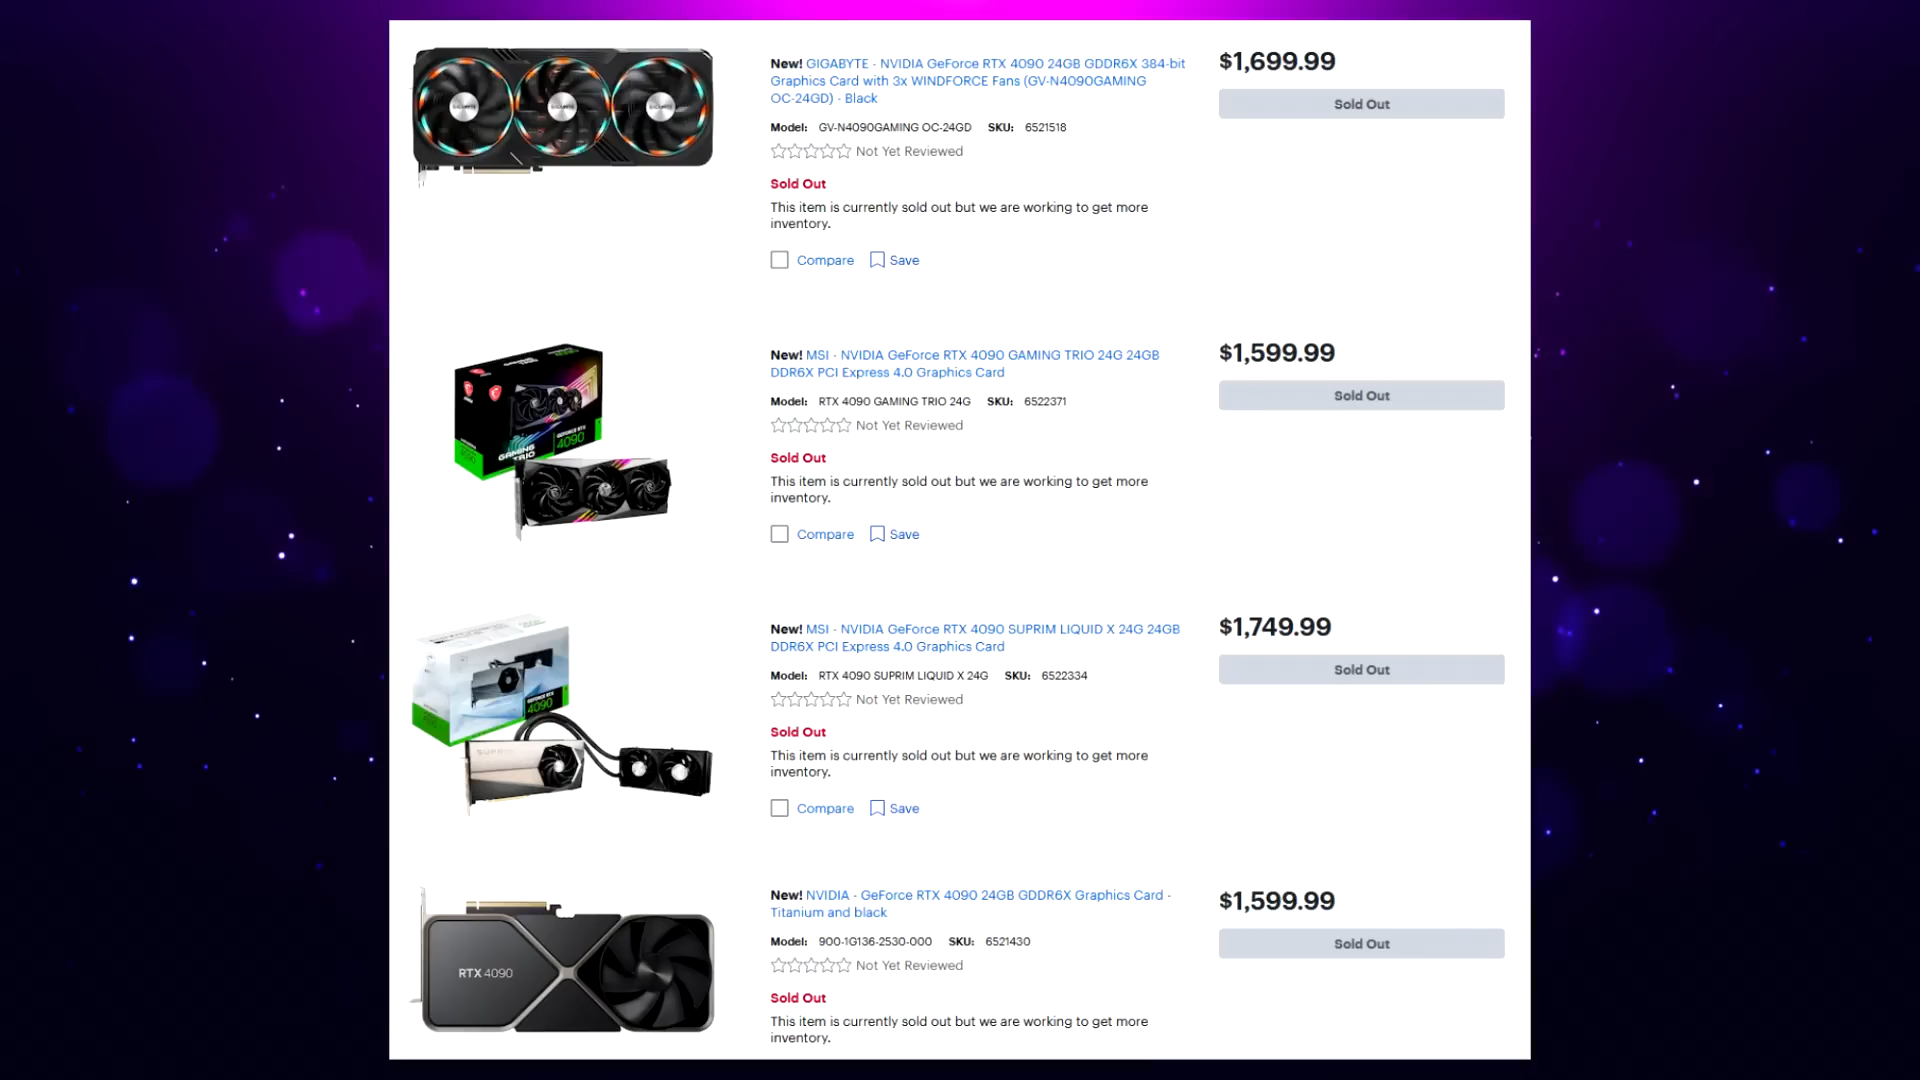 New! GIGABYTE - NVIDIA GeForce RTX 4090 24GB GDDR6X 384-bit
Graphics Card with 3x WINDFORCE Fans (GV-N4090GAMING
OC-24GD) - Black
$1,699.99
Sold Out
Model: GV-N4090GAMING OC-24GD SKU: 6521518
Not Yet Reviewed
Sold Out
This item is currently sold out but we are working to get more
inventory.
Compare Save
New! MSI - NVIDIA GeForce RTX 4090 GAMING TRIO 24G 24GB
DDR6X PCI Express 4.0 Graphics Card
$1,599.99
Sold Out
Model: RTX 4090 GAMING TRIO 24G SKU: 6522371
Not Yet Reviewed
Sold Out
This item is currently sold out but we are working to get more
inventory.
Compare Save
GAMING
TRIO
GEFORCE RTX
4090
New! MSI - NVIDIA GeForce RTX 4090 SUPRIM LIQUID X 24G 24GB
DDR6X PCI Express 4.0 Graphics Card
$1,749.99
Sold Out
Model: RTX 4090 SUPRIM LIQUID X 24G SKU: 6522334
Not Yet Reviewed
Sold Out
This item is currently sold out but we are working to get more
inventory.
Compare Save
GEFORCE RTX
4090
New! NVIDIA - GeForce RTX 4090 24GB GDDR6X Graphics Card -
Titanium and black
$1,599.99
Sold Out
Model: 900-1G136-2530-000 SKU: 6521430
Not Yet Reviewed
Sold Out
This item is currently sold out but we are working to get more
inventory.
RTX 4090